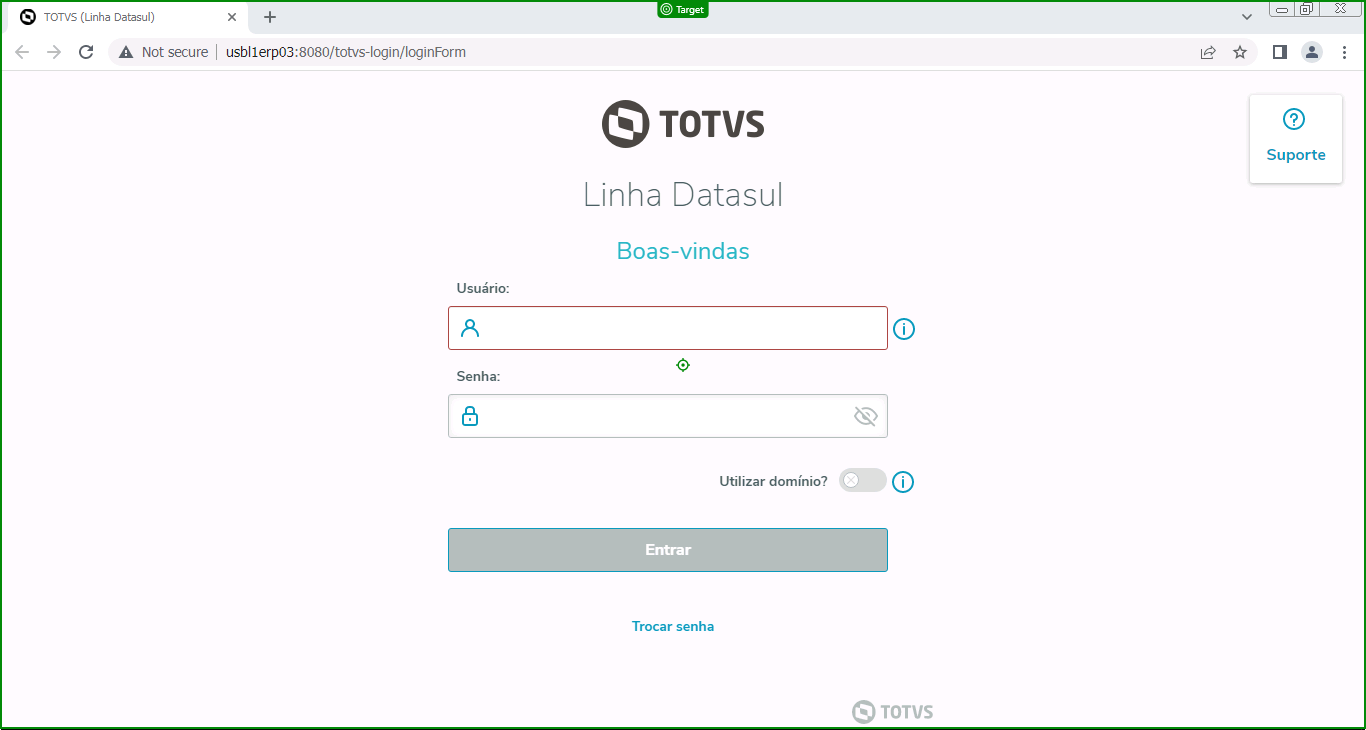 TOTVS (Linha Datasul)
Target
Not secure
usbl1erp03:8080/totvs-login/loginForm
TOTVS
Suporte
Linha Datasul
Boas-vindas
Usuário:
Senha:
Utilizar domínio?
Entrar
Trocar senha
TOTVS